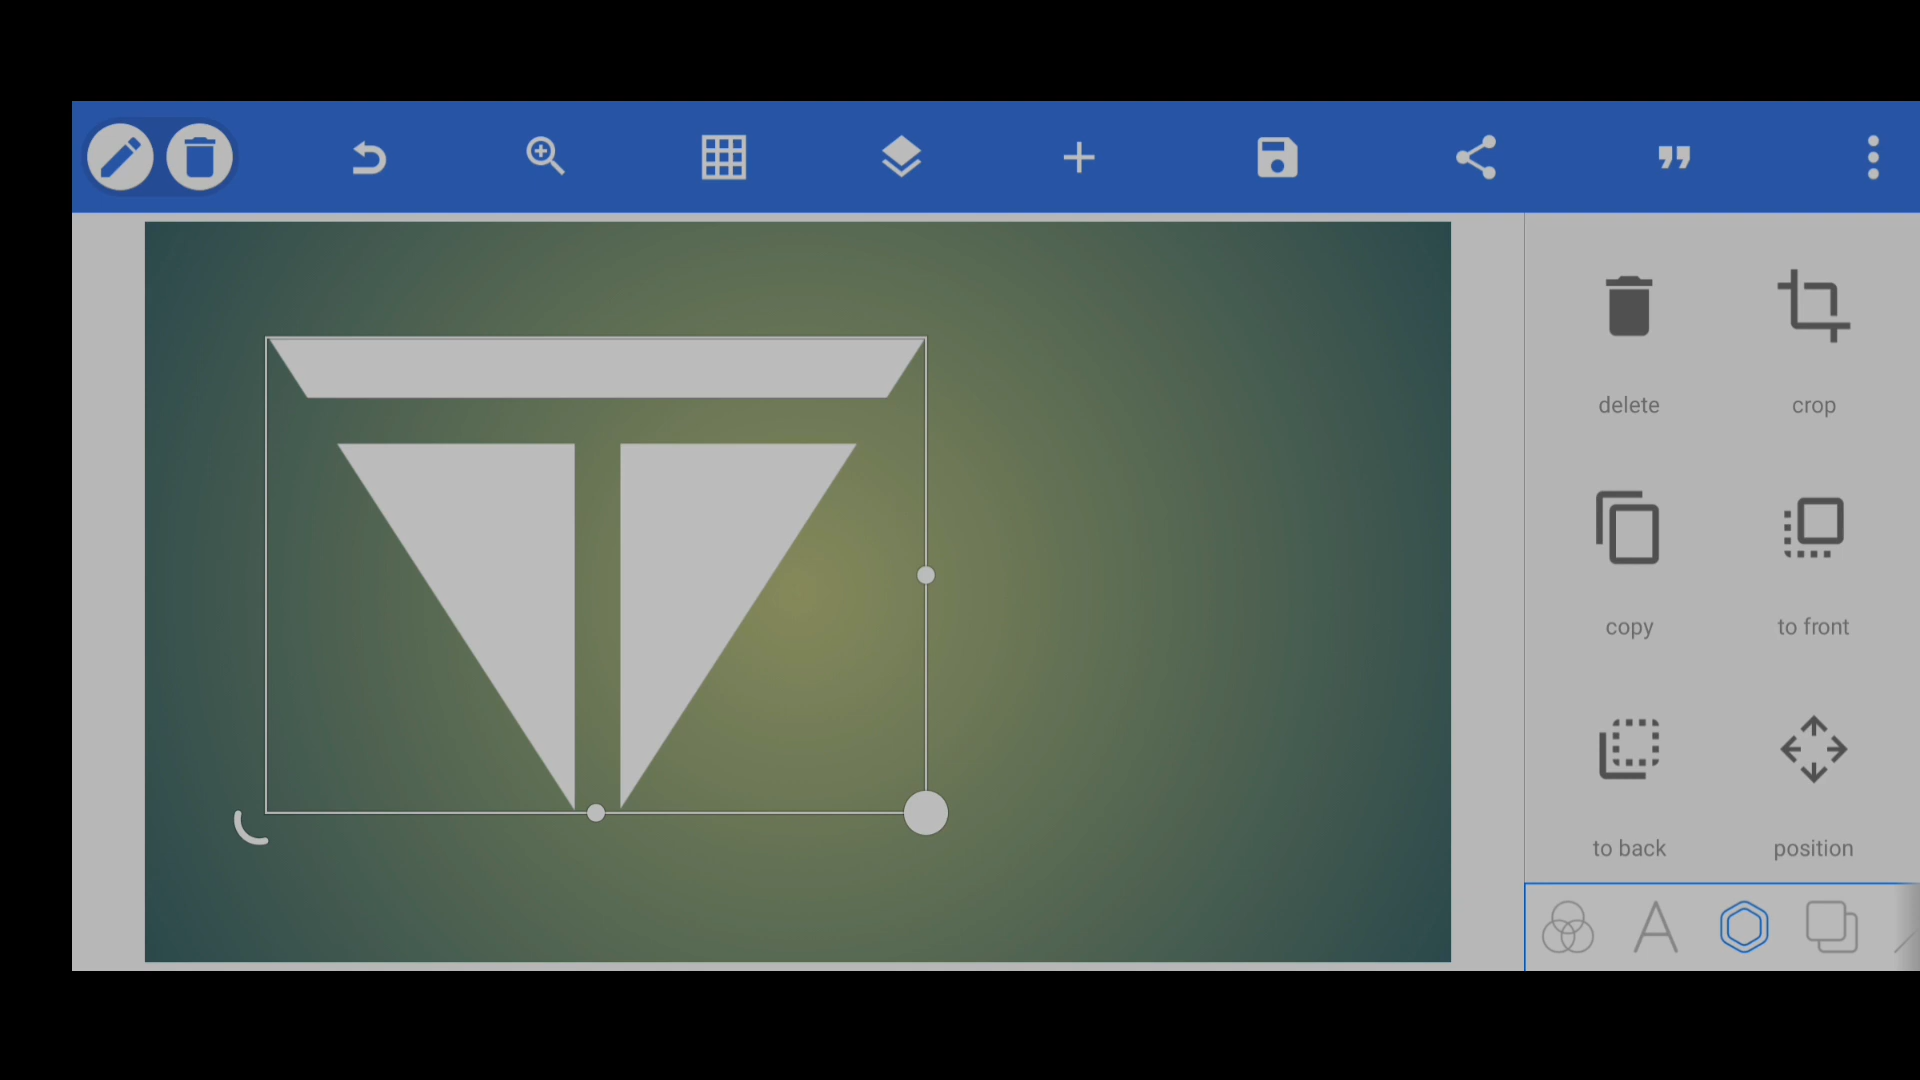 delete
crop
copy
to front
to back
position